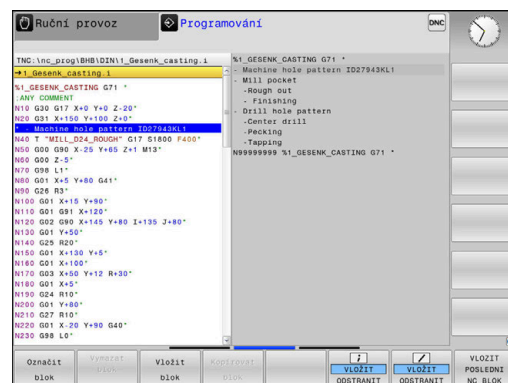 Ruční provoz
Programování
DNC
TNC:\nc_prog\BHB\DIN\1_Gesenk_casting.i
→1_Gesenk_casting.i
%1_GESENK_CASTING G71 *
;ANY COMMENT
N10 G30 G17 X+0 Y+0 Z-20*
N20 G31 X+150 Y+100 Z+0*
* - Machine hole pattern ID27943KL1
N40 T "MILL_D24_ROUGH" G17 S1800 F400*
N50 G00 G90 X-25 Y+65 Z+1 M13*
N60 G00 Z-5*
N70 G98 L1*
N80 G01 X+5 Y+80 G41*
N90 G26 R3*
N100 G01 X+15 Y+90*
N110 G01 G91 X+120*
N120 G02 G90 X+145 Y+80 I+135 J+80*
N130 G01 Y+50*
N140 G25 R20*
N150 G01 X+130 Y+5*
N160 G01 X+100*
N170 G03 X+50 Y+12 R+30*
N180 G01 X+5*
N190 G24 R10*
N200 G01 Y+80*
N210 G27 R10*
N220 G01 X-20 Y+90 G40*
N230 G98 L0*
%1_GESENK_CASTING G71 *
- Machine hole pattern ID27943KL1
- Mill pocket
-Rough out
- Finishing
- Drill hole pattern
-Center drill
-Pecking
-Tapping
N99999999 %1_GESENK_CASTING G71 *
Označit
blok
Vymazat
blok
Vložit
blok
Kopírovat
blok
VLOŽIT
ODSTRANIT
VLOŽIT
ODSTRANIT
VLOZIT
POSLEDNI
NC BLOK